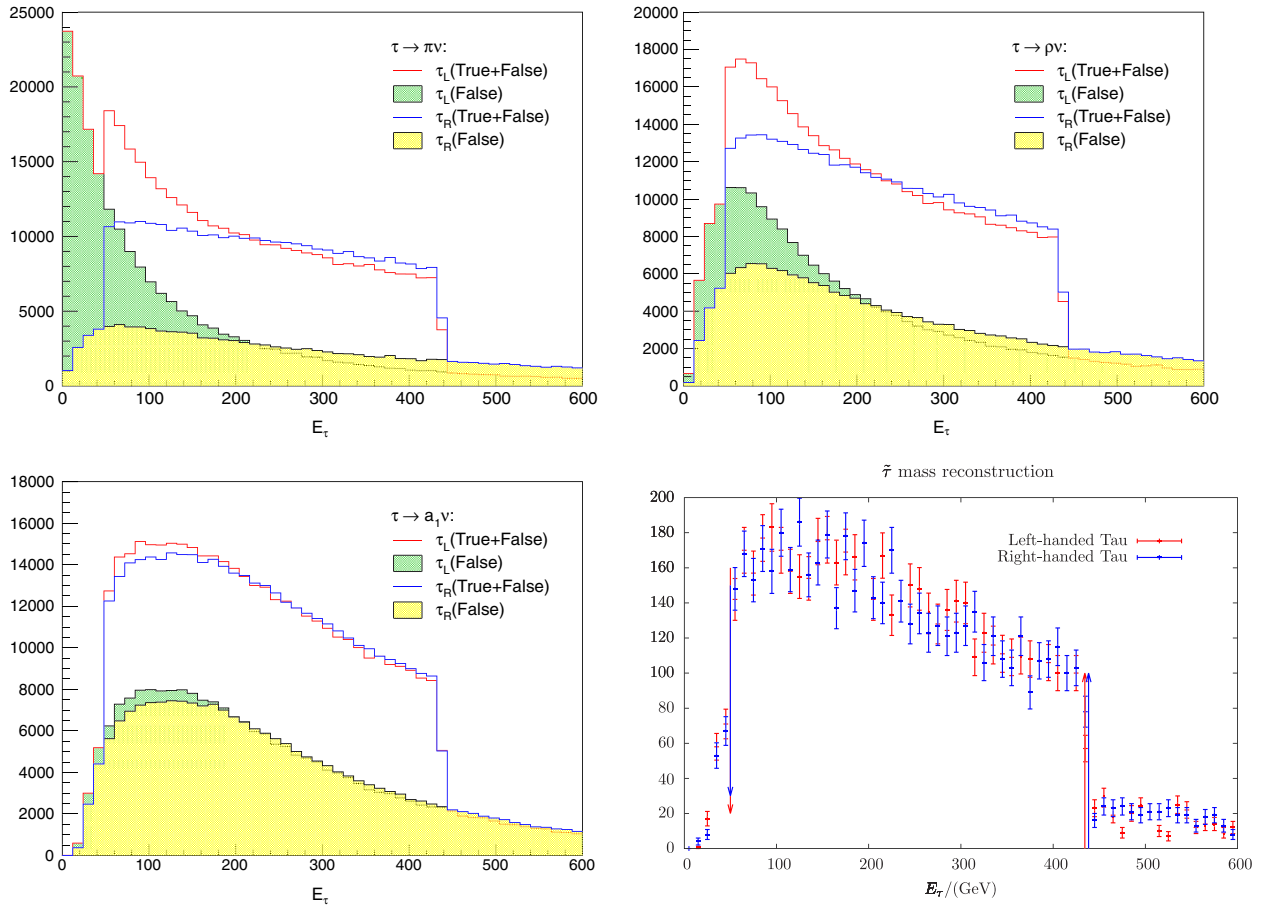 25000
20000
15000
10000
5000
0
0 100 200 300 400 500 600
E_τ
τ → πν:
τ_L(True+False)
τ_L(False)
τ_R(True+False)
τ_R(False)
20000
18000
16000
14000
12000
10000
8000
6000
4000
2000
0
0 100 200 300 400 500 600
E_τ
τ → ρν:
τ_L(True+False)
τ_L(False)
τ_R(True+False)
τ_R(False)
18000
16000
14000
12000
10000
8000
6000
4000
2000
0
0 100 200 300 400 500 600
E_τ
τ → a₁ν:
τ_L(True+False)
τ_L(False)
τ_R(True+False)
τ_R(False)
τ̃ mass reconstruction
200
180
160
140
120
100
80
60
40
20
0
0 100 200 300 400 500 600
E_τ/(GeV)
Left-handed Tau
Right-handed Tau